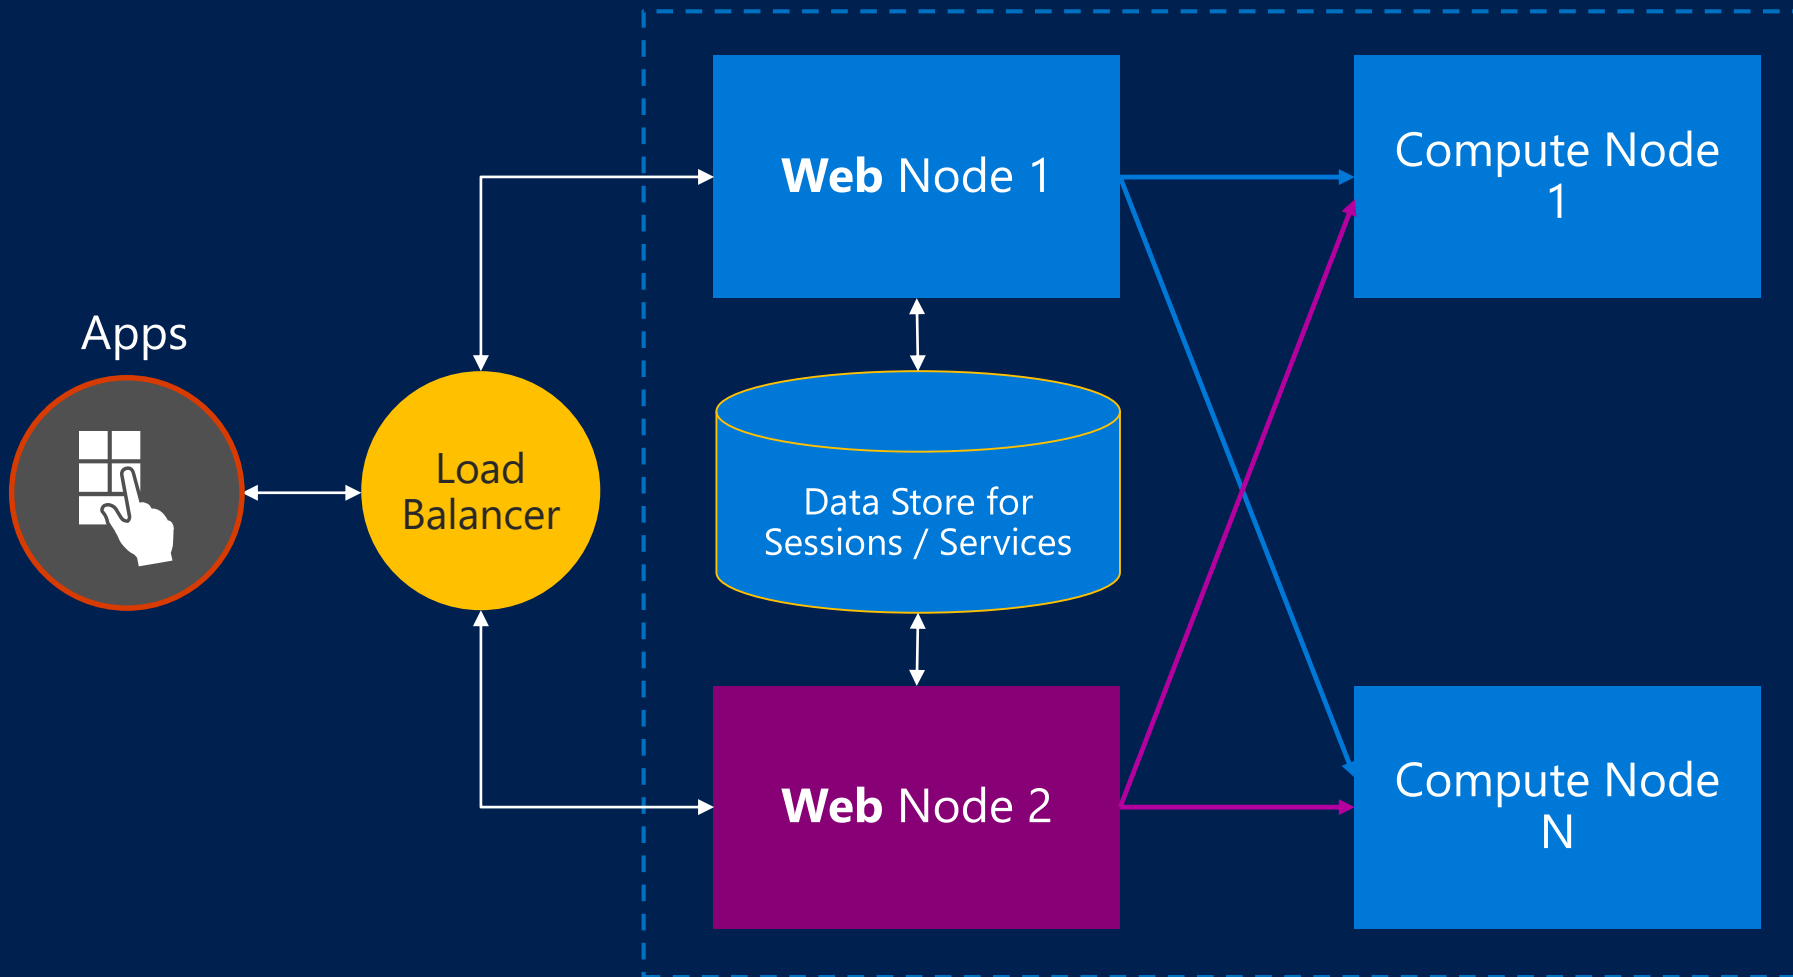 Apps
Load
Balancer
Web Node 1
Data Store for
Sessions / Services
Web Node 2
Compute Node
1
Compute Node
N